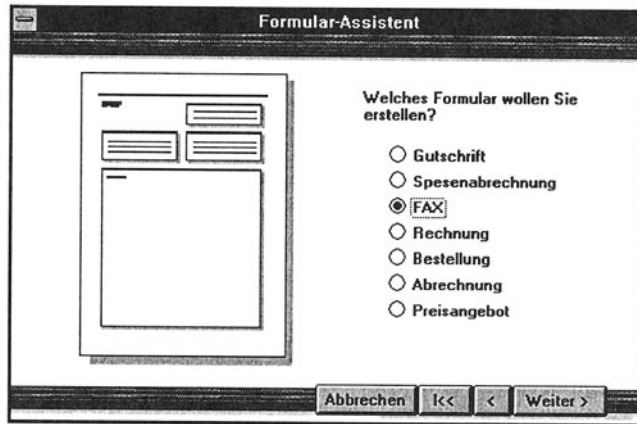 Formular-Assistent
Welches Formular wollen Sie
erstellen?
Gutschrift
Spesenabrechnung
FAX
Rechnung
Bestellung
Abrechnung
Preisangebot
Abbrechen I<< < Weiter >